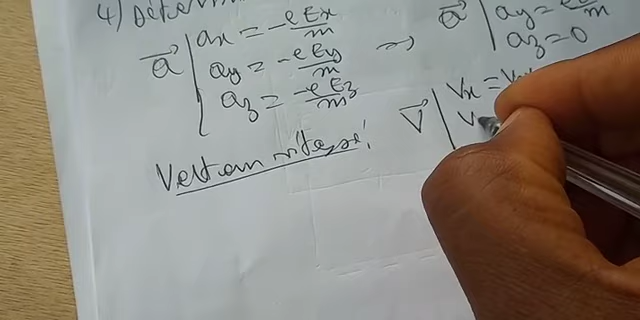 4) Déterm
a⃗ | ax = -eEx/m
ay = -eEy/m
az = -eEz/m
=> a⃗ | ay = m
az = 0
Vecteur vitesse:
V⃗ | Vx =
V